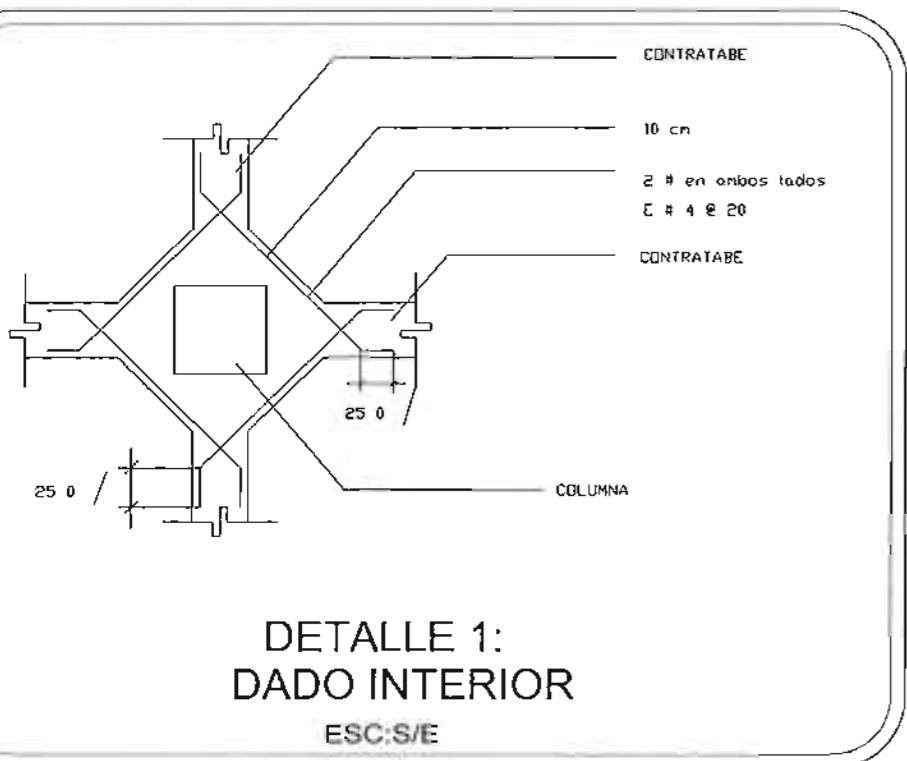 CONTRATABE
10 cm
2 # en ambos lados
E # 4 @ 20
CONTRATABE
25 0
25 0
COLUMNA
DETALLE 1:
DADO INTERIOR
ESC:S/E